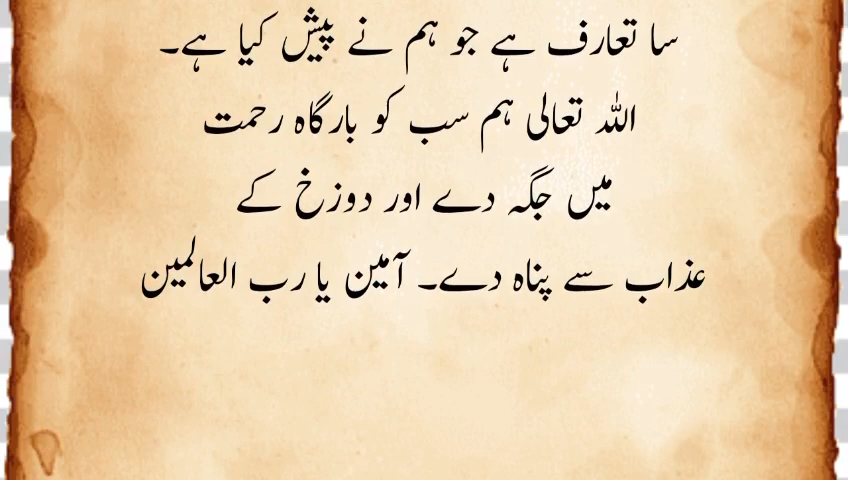 سا تعارف ہے جو ہم نے پیش کیا ہے۔
اللہ تعالی ہم سب کو بارگاہ رحمت
میں جگہ دے اور دوزخ کے
عذاب سے پناہ دے۔ آمین یا رب العالمین